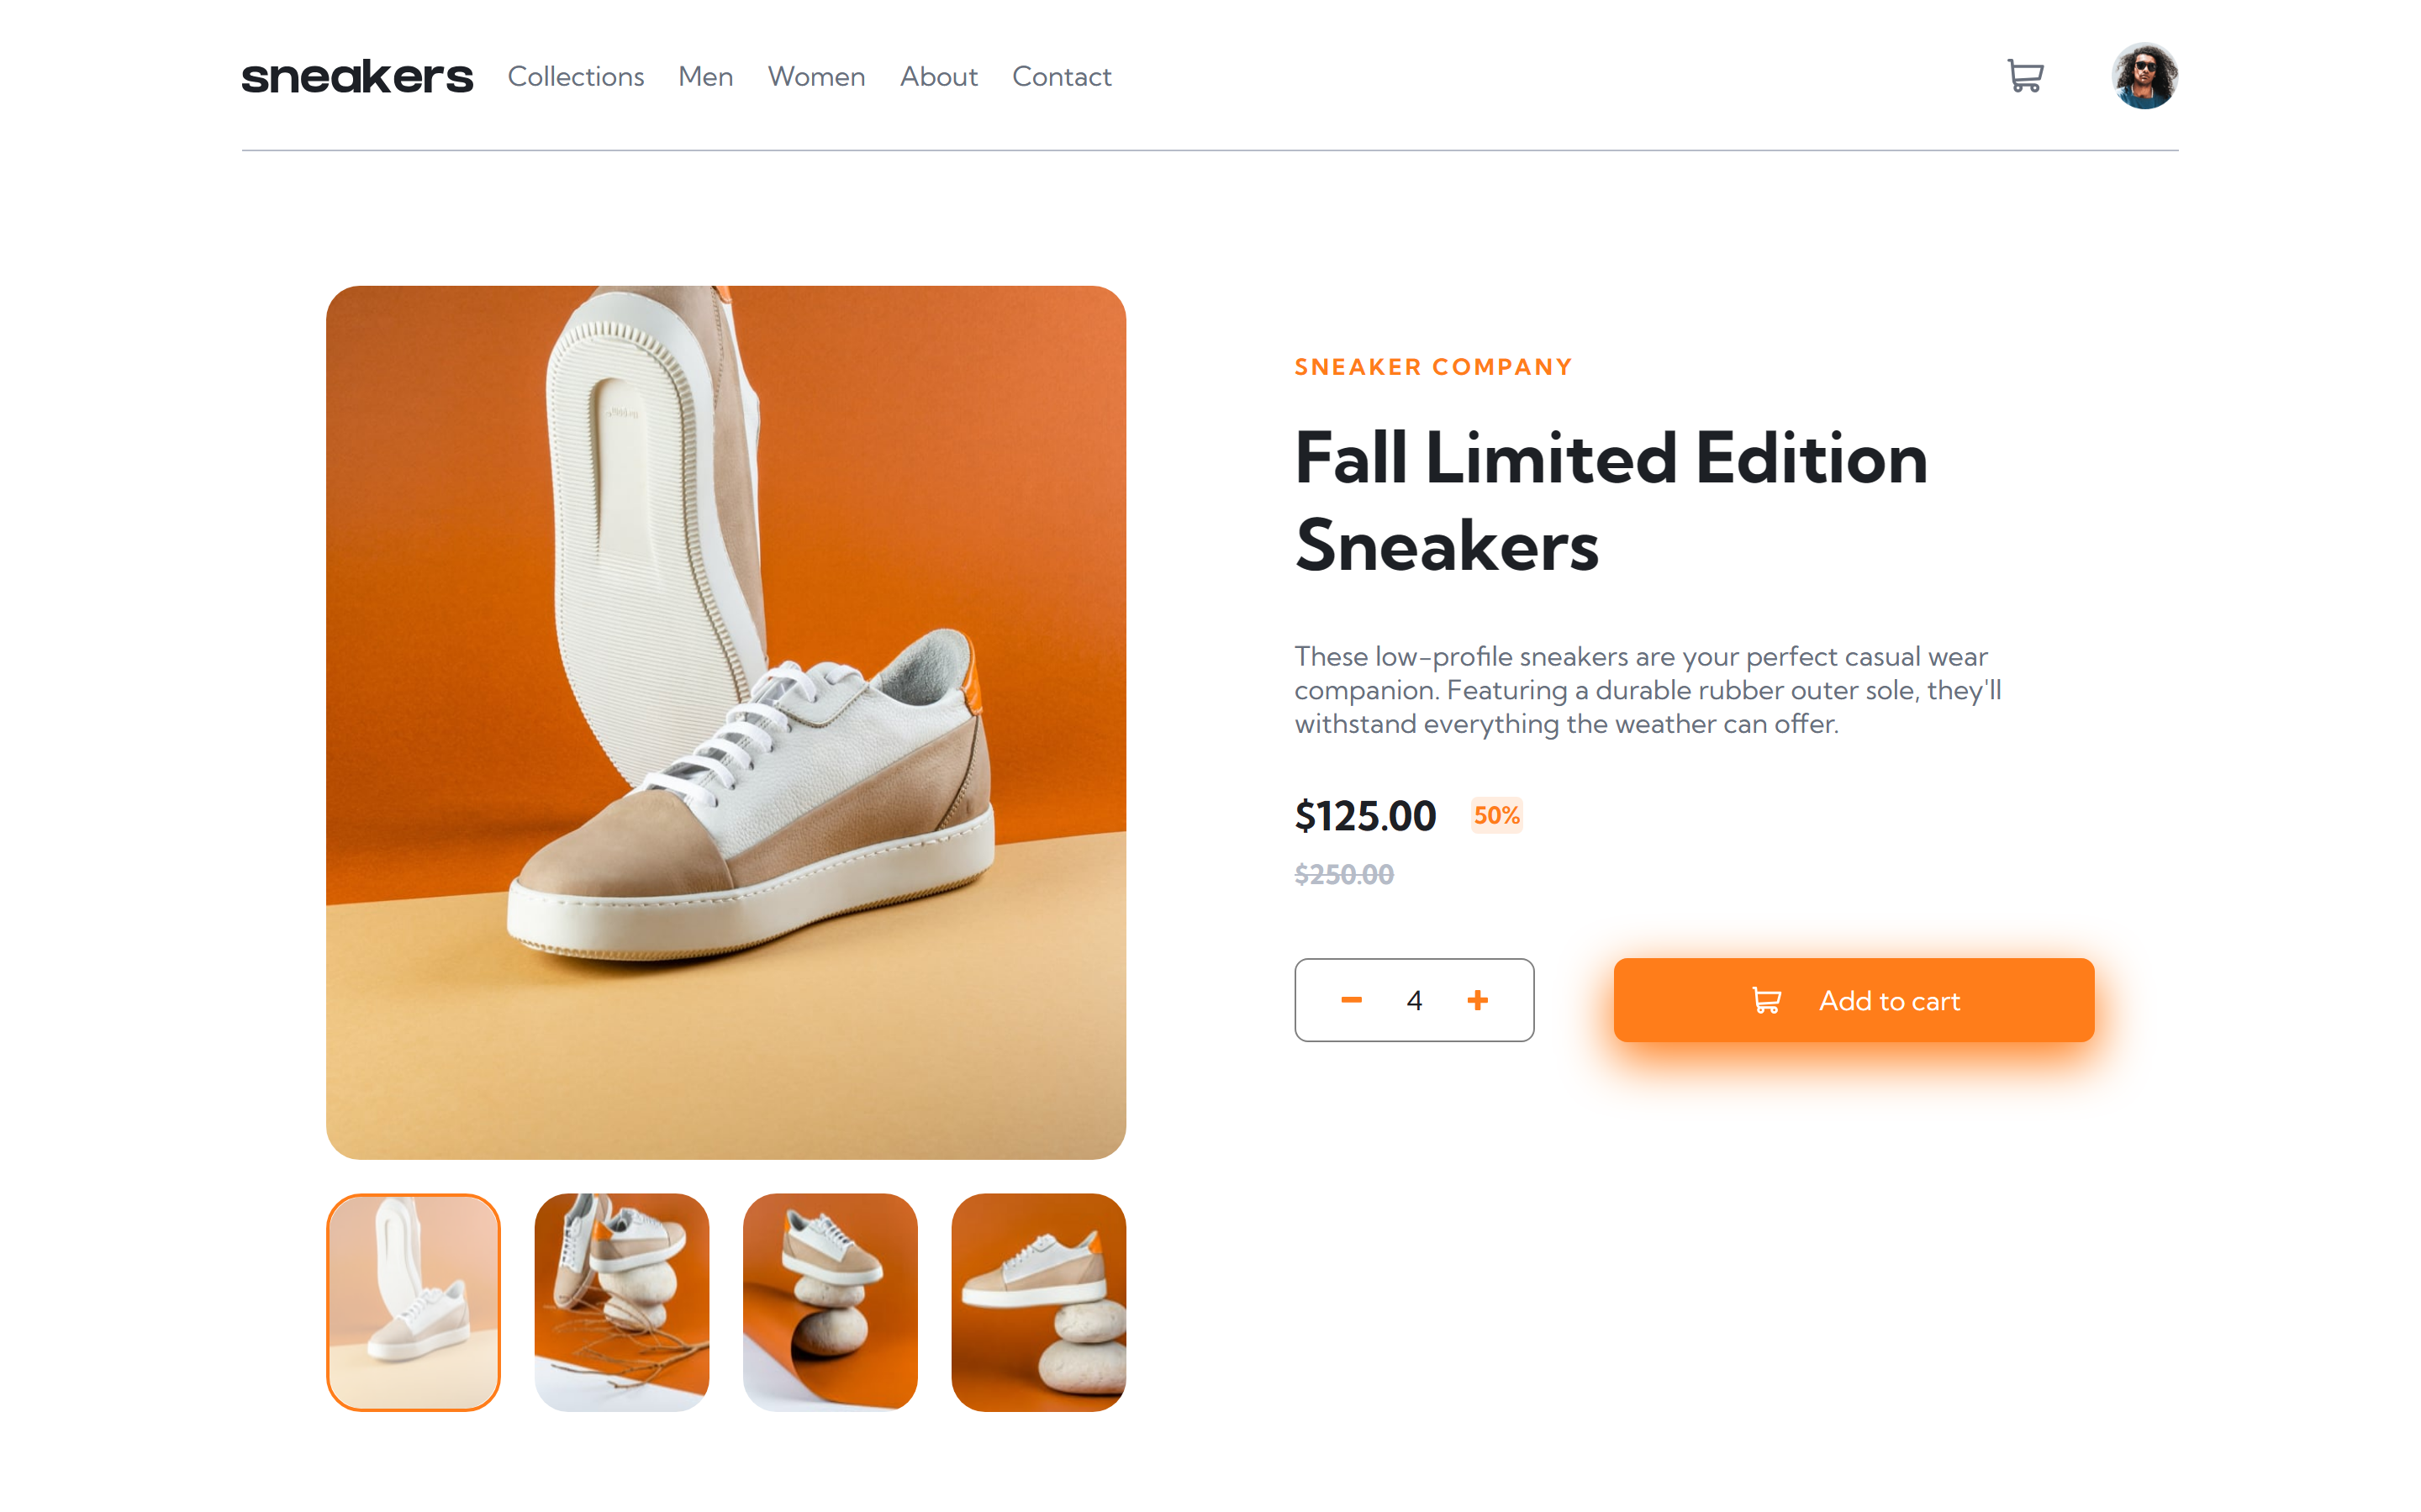 sneakers Collections Men Women About Contact
SNEAKER COMPANY
Fall Limited Edition
Sneakers
These low-profile sneakers are your perfect casual wear
companion. Featuring a durable rubber outer sole, they'll
withstand everything the weather can offer.
$125.00 50%
$250.00
4
Add to cart